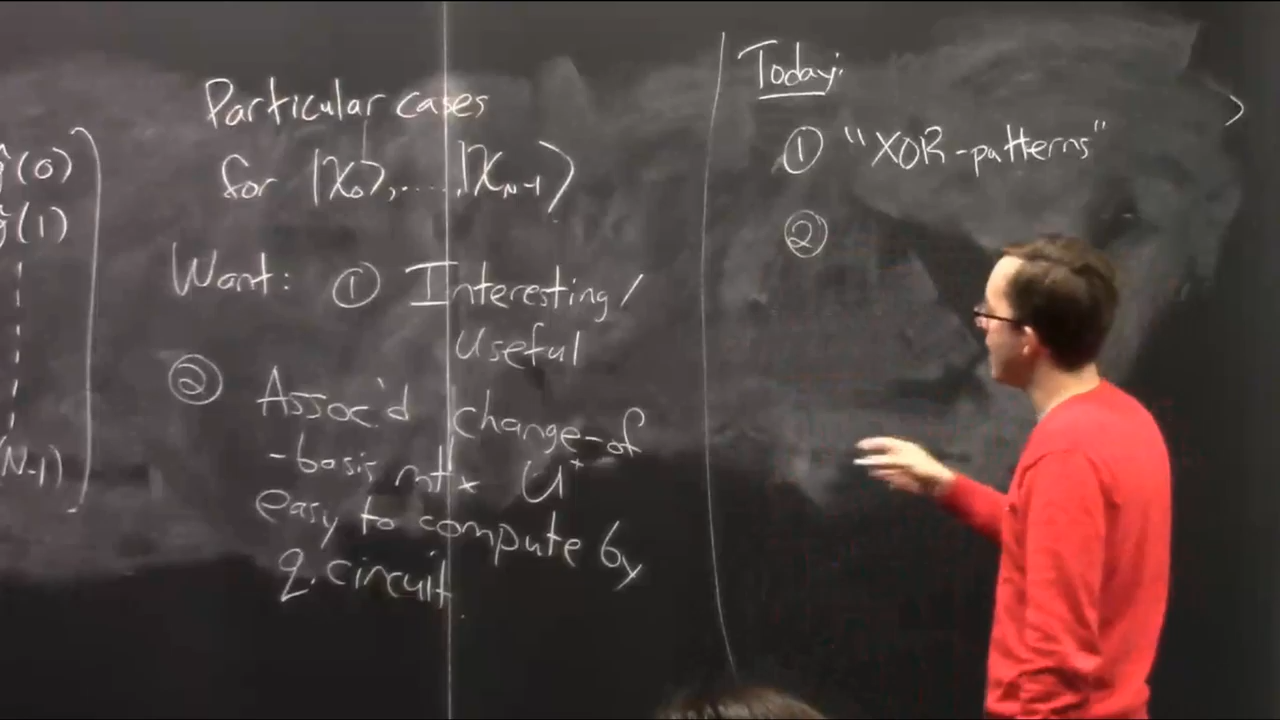 ĝ(0)
ĝ(1)
(N-1)
Particular cases
for |χ₀⟩,....,|χ_{N-1}⟩
Want: ① Interesting/
Useful
② Assoc'd change-of
-basis mtx U⁺
easy to compute by
q. circuit.
Today:
① "XOR-patterns"
②